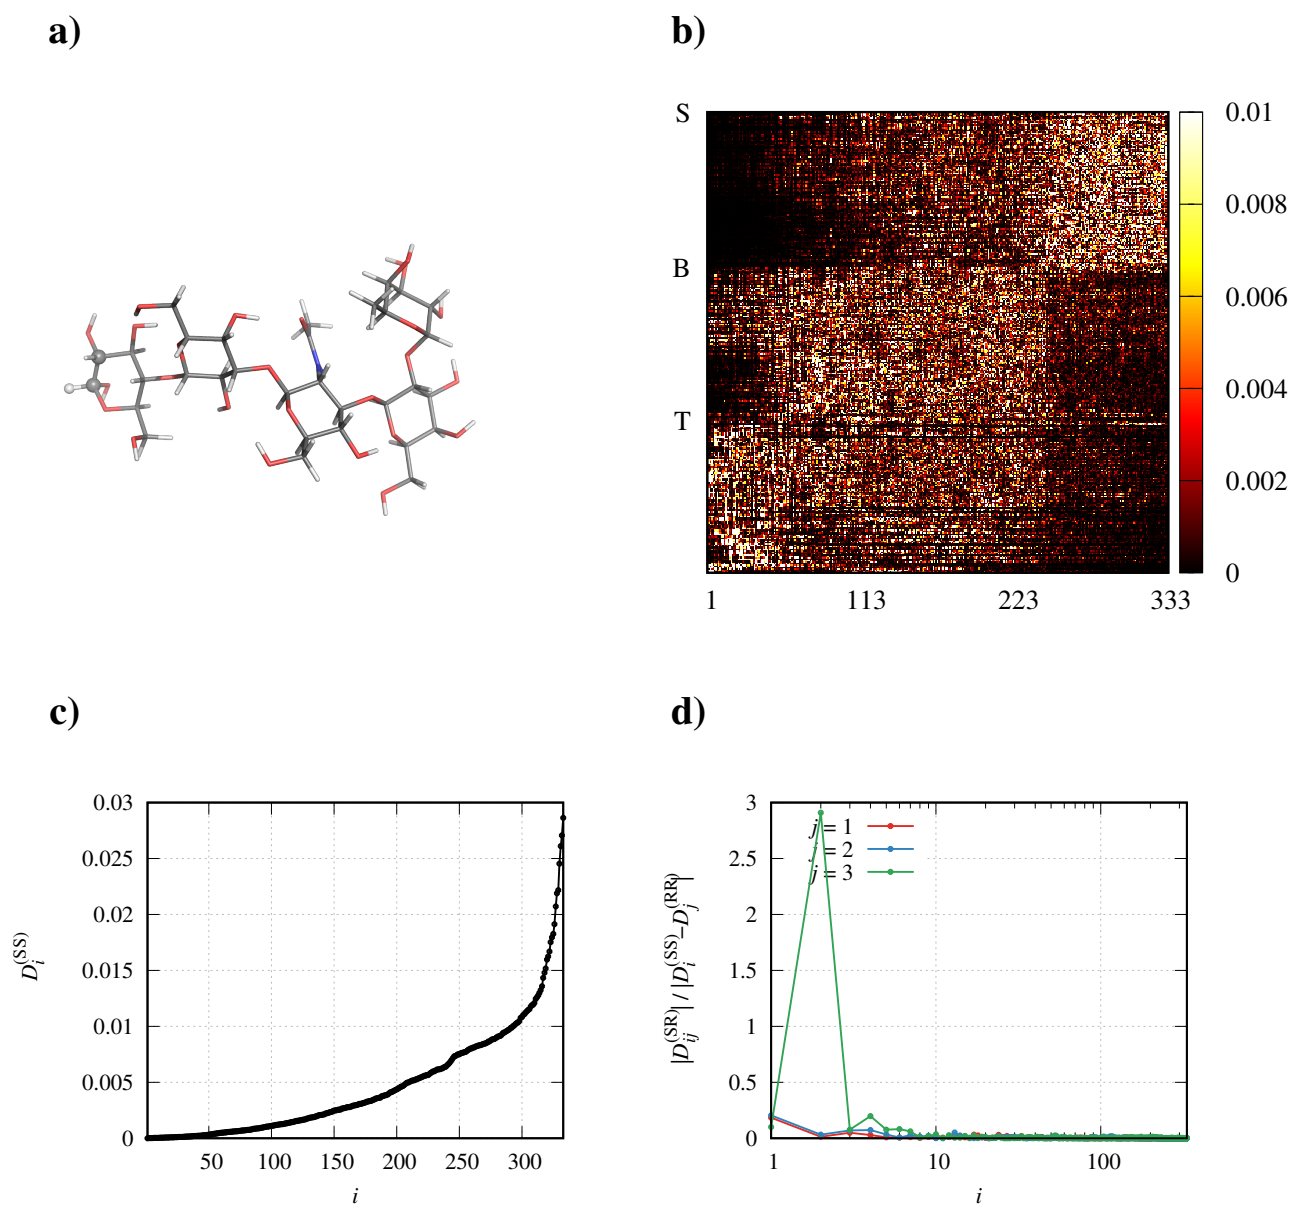 a)
b)
S
B
T
1 113 223 333
0.01
0.008
0.006
0.004
0.002
0
c)
d)
0.03
0.025
0.02
0.015
0.01
0.005
0
D_i^(SS)
50 100 150 200 250 300
i
3
2.5
2
1.5
1
0.5
0
|D_ij^(SR)| / |D_i^(SS)–D_j^(RR)|
j = 1
j = 2
j = 3
1 10 100
i